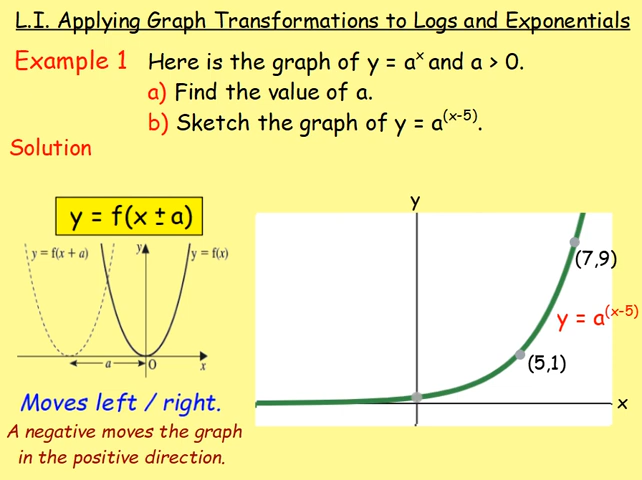 L.I. Applying Graph Transformations to Logs and Exponentials
Example 1 Here is the graph of y = aˣ and a > 0.
a) Find the value of a.
b) Sketch the graph of y = a⁽ˣ⁻⁵⁾.
Solution
y = f(x ± a)
y = f(x + a)
y
y = f(x)
a
O
x
Moves left / right.
A negative moves the graph
in the positive direction.
y
(7,9)
y = a⁽ˣ⁻⁵⁾
(5,1)
x